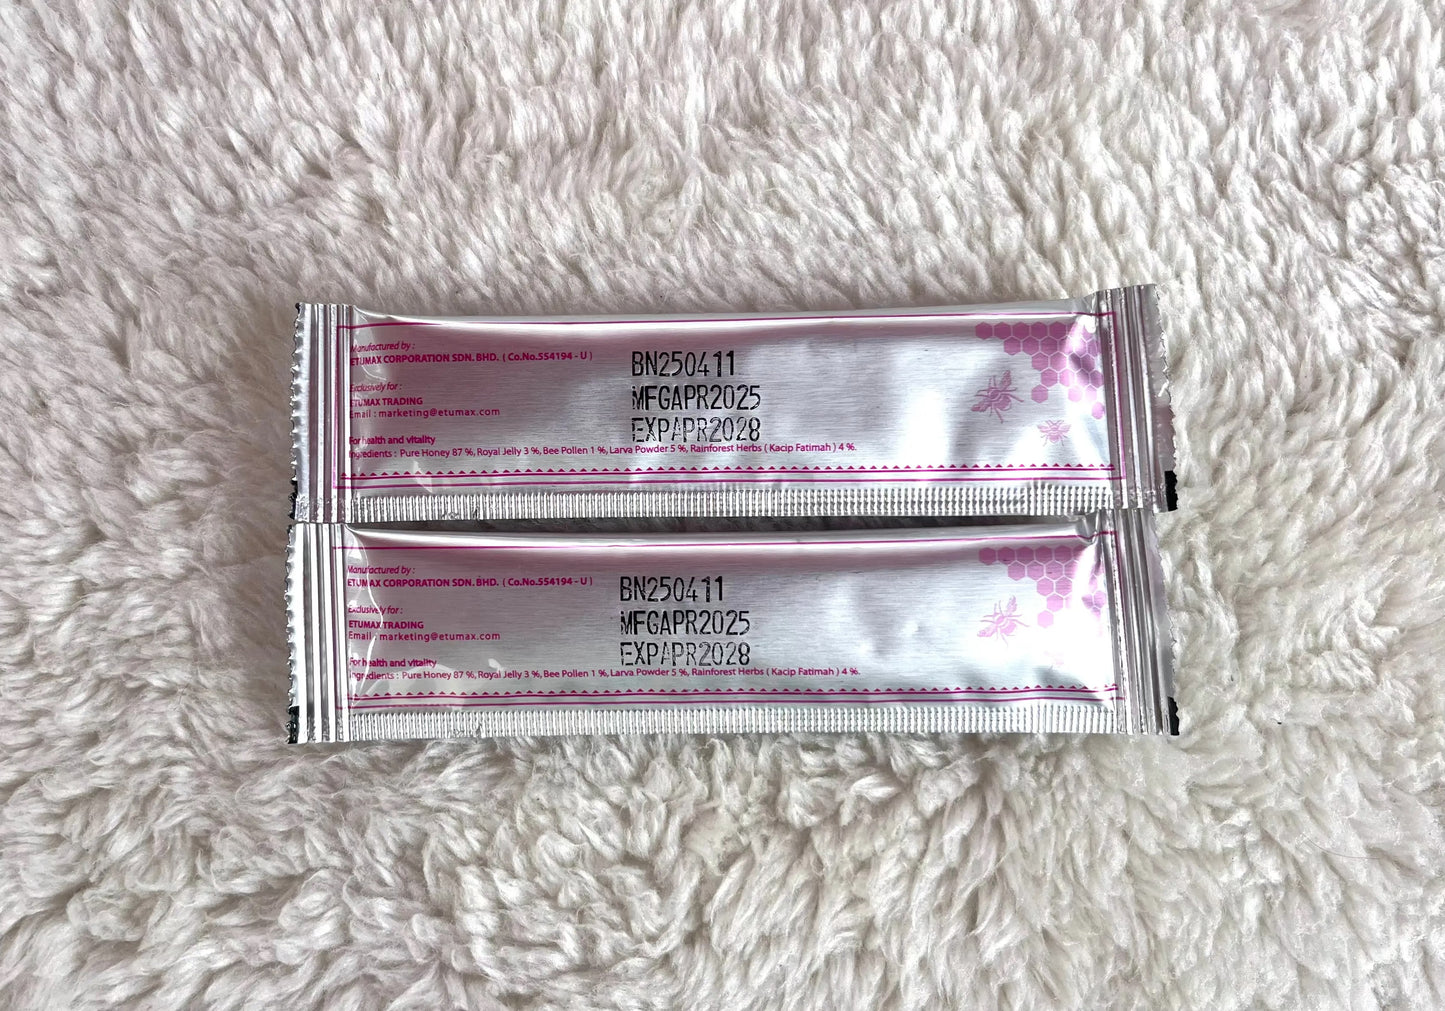 Manufactured by :
ETUMAX CORPORATION SDN. BHD. ( Co.No.554194 - U )
Exclusively for :
ETUMAX TRADING
Email : marketing@etumax.com
For health and vitality
Ingredients : Pure Honey 87 %, Royal Jelly 3 %, Bee Pollen 1 %, Larva Powder 5 %, Rainforest Herbs ( Kacip Fatimah ) 4 %.
BN250411
MFGAPR2025
EXPAPR2028
Manufactured by :
ETUMAX CORPORATION SDN. BHD. ( Co.No.554194 - U )
Exclusively for :
ETUMAX TRADING
Email : marketing@etumax.com
For health and vitality
Ingredients : Pure Honey 87 %, Royal Jelly 3 %, Bee Pollen 1 %, Larva Powder 5 %, Rainforest Herbs ( Kacip Fatimah ) 4 %.
BN250411
MFGAPR2025
EXPAPR2028